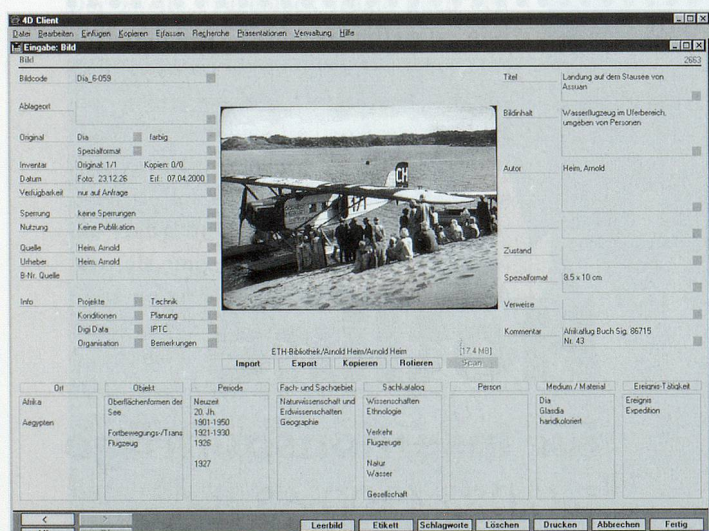 4D Client
Datei Bearbeiten Einfügen Kopieren Erfassen Recherche Präsentationen Verwaltung Hilfe
Eingabe: Bild
Bild 2663
Bildcode Dia_6-059
Ablageort
Original Dia farbig
Spezialformat
Inventar Original: 1/1 Kopien: 0/0
Datum Foto: 23.12.26 Erf.: 07.04.2000
Verfügbarkeit nur auf Anfrage
Sperrung keine Sperrungen
Nutzung Keine Publikation
Quelle Heim, Arnold
Urheber Heim, Arnold
B-Nr. Quelle
Info Projekte Technik
Konditionen Planung
Digi Data IPTC
Organisation Bemerkungen
CH
Titel Landung auf dem Stausee von
Assuan
Bildinhalt Wasserflugzeug im Uferbereich,
umgeben von Personen
Autor Heim, Arnold
Zustand
Spezialformat 8.5 x 10 cm
Verweise
Kommentar Afrikaflug Buch Sig. 86715
Nr. 43
ETH-Bibliothek/Arnold Heim/Arnold Heim [17.4 MB]
Import Export Kopieren Rotieren Scan
Ort Objekt Periode Fach- und Sachgebiet Sachkatalog Person Medium / Material Ereignis-Tätigkeit
Afrika
Aegypten
Oberflächenformen der
See
Fortbewegungs-/Trans
Flugzeug
Neuzeit
20. Jh.
1901-1950
1921-1930
1926
1927
Naturwissenschaft und
Erdwissenschaften
Geographie
Wissenschaften
Ethnologie
Verkehr
Flugzeuge
Natur
Wasser
Gesellschaft
Dia
Glasdia
handkoloriert
Ereignis
Expedition
Leerbild Etikett Schlagworte Löschen Drucken Abbrechen Fertig